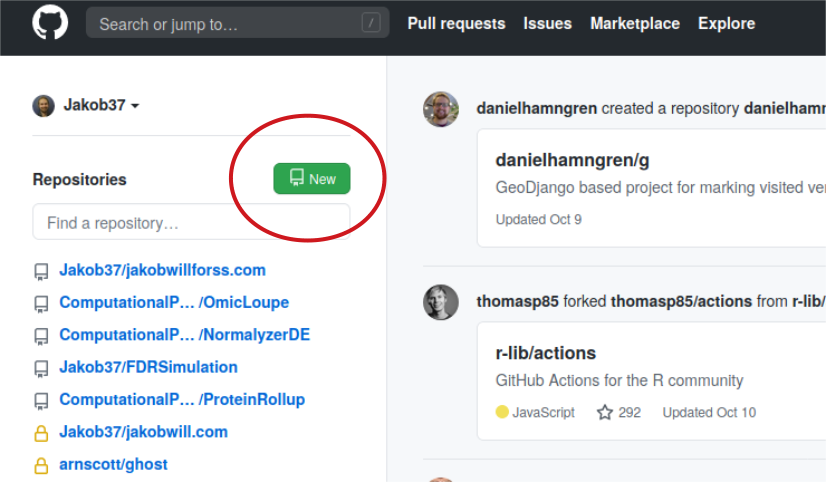 Search or jump to…
/
Pull requests Issues Marketplace Explore
Jakob37
Repositories
New
Find a repository…
Jakob37/jakobwillforss.com
ComputationalP… /OmicLoupe
ComputationalP… /NormalyzerDE
Jakob37/FDRSimulation
ComputationalP… /ProteinRollup
Jakob37/jakobwill.com
arnscott/ghost
danielhamngren created a repository danielhamn
danielhamngren/g
GeoDjango based project for marking visited ve
Updated Oct 9
thomasp85 forked thomasp85/actions from r-lib/
r-lib/actions
GitHub Actions for the R community
JavaScript 292 Updated Oct 10